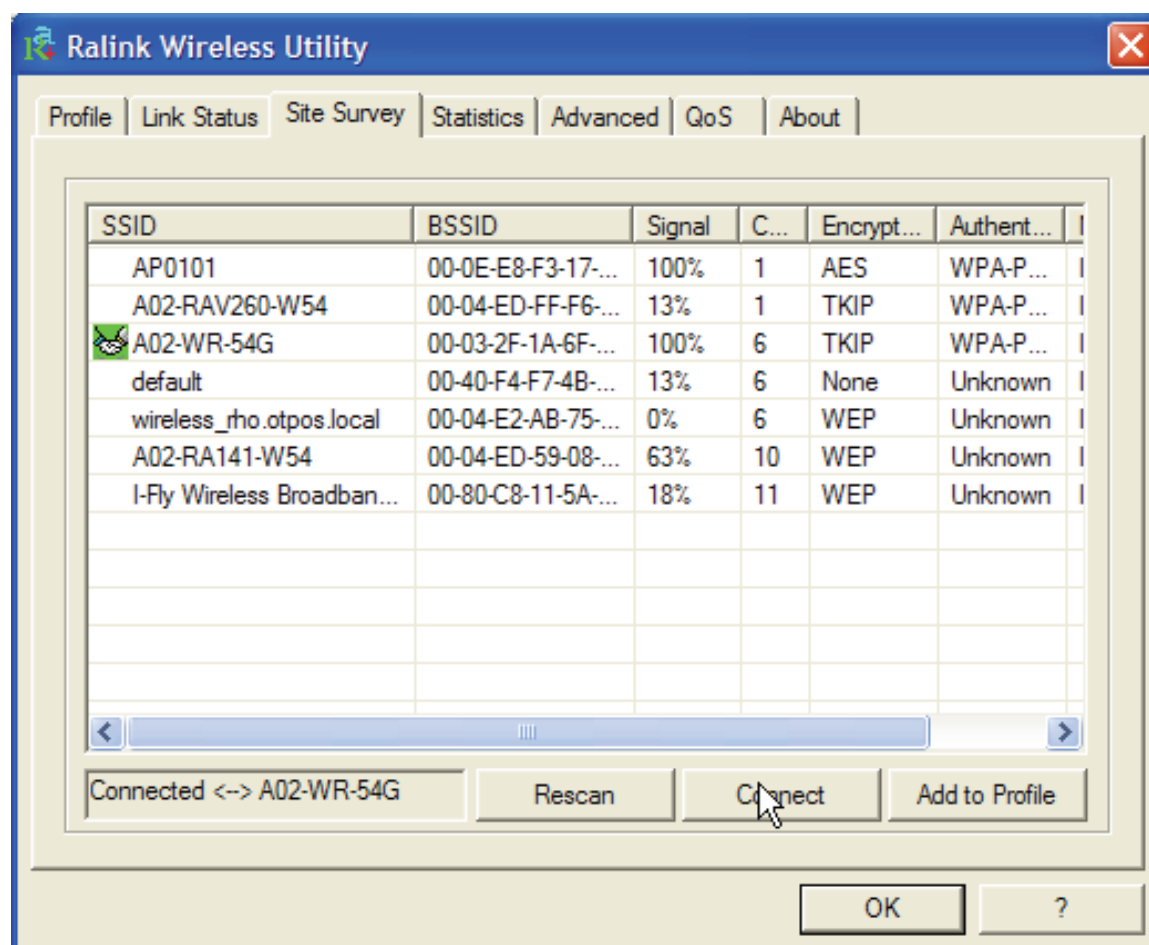 Ralink Wireless Utility
Profile Link Status Site Survey Statistics Advanced QoS About
SSID BSSID Signal C... Encrypt... Authent...
AP0101 00-0E-E8-F3-17-... 100% 1 AES WPA-P...
A02-RAV260-W54 00-04-ED-FF-F6-... 13% 1 TKIP WPA-P...
A02-WR-54G 00-03-2F-1A-6F-... 100% 6 TKIP WPA-P...
default 00-40-F4-F7-4B-... 13% 6 None Unknown
wireless_rho.otpos.local 00-04-E2-AB-75-... 0% 6 WEP Unknown
A02-RA141-W54 00-04-ED-59-08-... 63% 10 WEP Unknown
I-Fly Wireless Broadban... 00-80-C8-11-5A-... 18% 11 WEP Unknown
Connected <--> A02-WR-54G Rescan Connect Add to Profile
OK ?